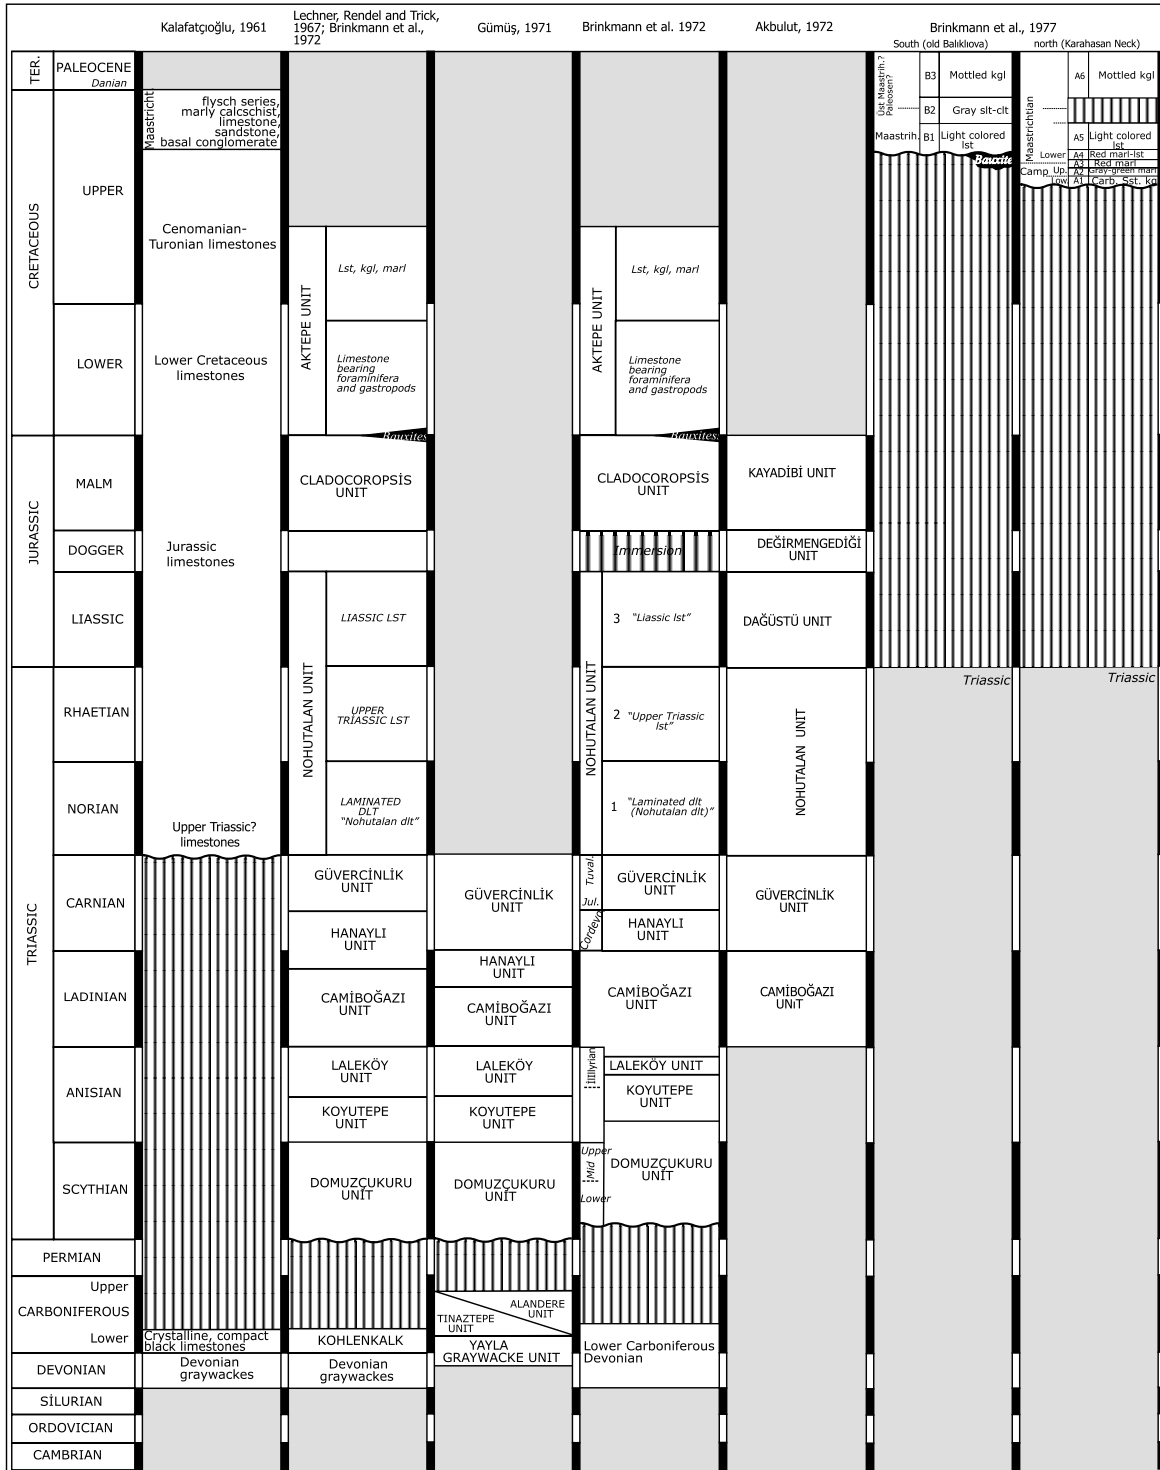 Kalafatçıoğlu, 1961
Lechner, Rendel and Trick,
1967; Brinkmann et al.,
1972
Gümüş, 1971
Brinkmann et al. 1972
Akbulut, 1972
Brinkmann et al., 1977
South (old Balıklıova)
north (Karahasan Neck)
TER.
PALEOCENE
Danian
CRETACEOUS
UPPER
LOWER
JURASSIC
MALM
DOGGER
LIASSIC
TRIASSIC
RHAETIAN
NORIAN
CARNIAN
LADINIAN
ANISIAN
SCYTHIAN
PERMIAN
Upper
CARBONIFEROUS
Lower
DEVONIAN
SİLURIAN
ORDOVICIAN
CAMBRIAN
Maastricht.
flysch series,
marly calcschist,
limestone,
sandstone,
basal conglomerate
Cenomanian-
Turonian limestones
Lower Cretaceous
limestones
Jurassic
limestones
Upper Triassic?
limestones
Crystalline, compact
black limestones
Devonian
graywackes
AKTEPE UNIT
Lst, kgl, marl
Limestone
bearing
foraminifera
and gastropods
Bauxites
CLADOCOROPSİS
UNIT
NOHUTALAN UNIT
LIASSIC LST
UPPER
TRİASSIC LST
LAMINATED
DLT
“Nohutalan dlt”
GÜVERCİNLİK
UNIT
HANAYLI
UNIT
CAMİBOĞAZI
UNIT
LALEKÖY
UNIT
KOYUTEPE
UNIT
DOMUZÇUKURU
UNİT
KOHLENKALK
Devonian
graywackes
GÜVERCİNLİK
UNIT
HANAYLI
UNIT
CAMİBOĞAZI
UNIT
LALEKÖY
UNIT
KOYUTEPE
UNIT
DOMUZÇUKURU
UNIT
ALANDERE
UNIT
TINAZTEPE
UNIT
YAYLA
GRAYWACKE UNIT
AKTEPE UNIT
Lst, kgl, marl
Limestone
bearing
foraminifera
and gastropods
Bauxites
CLADOCOROPSİS
UNIT
Immersion
NOHUTALAN UNIT
3 “Liassic lst”
2 “Upper Triassic
lst”
1 “Laminated dlt
(Nohutalan dlt)”
Tuval.
Jul.
Cordevo
GÜVERCİNLİK
UNIT
HANAYLI
UNIT
CAMİBOĞAZI
UNIT
LALEKÖY UNIT
KOYUTEPE
UNIT
Upper
Mid
Lower
DOMUZÇUKURU
UNİT
Lower Carboniferous
Devonian
KAYADİBİ UNIT
DEĞİRMENGEDİĞİ
UNIT
DAĞÜSTÜ UNIT
NOHUTALAN UNIT
GÜVERCİNLİK
UNIT
CAMİBOĞAZI
UNıT
Üst Maastrih.?
Paleosen?
Maastrih.
B3 Mottled kgl
B2 Gray slt-clt
B1 Light colored
lst
Bauxite
Triassic
Maastrichtian
Lower
Camp
Up.
Low
A6 Mottled kgl
A5 Light colored
lst
A4 Red marl-lst
A3 Red marl
A2 Gray-green marl
A1 Carb. Sst. kg
Triassic